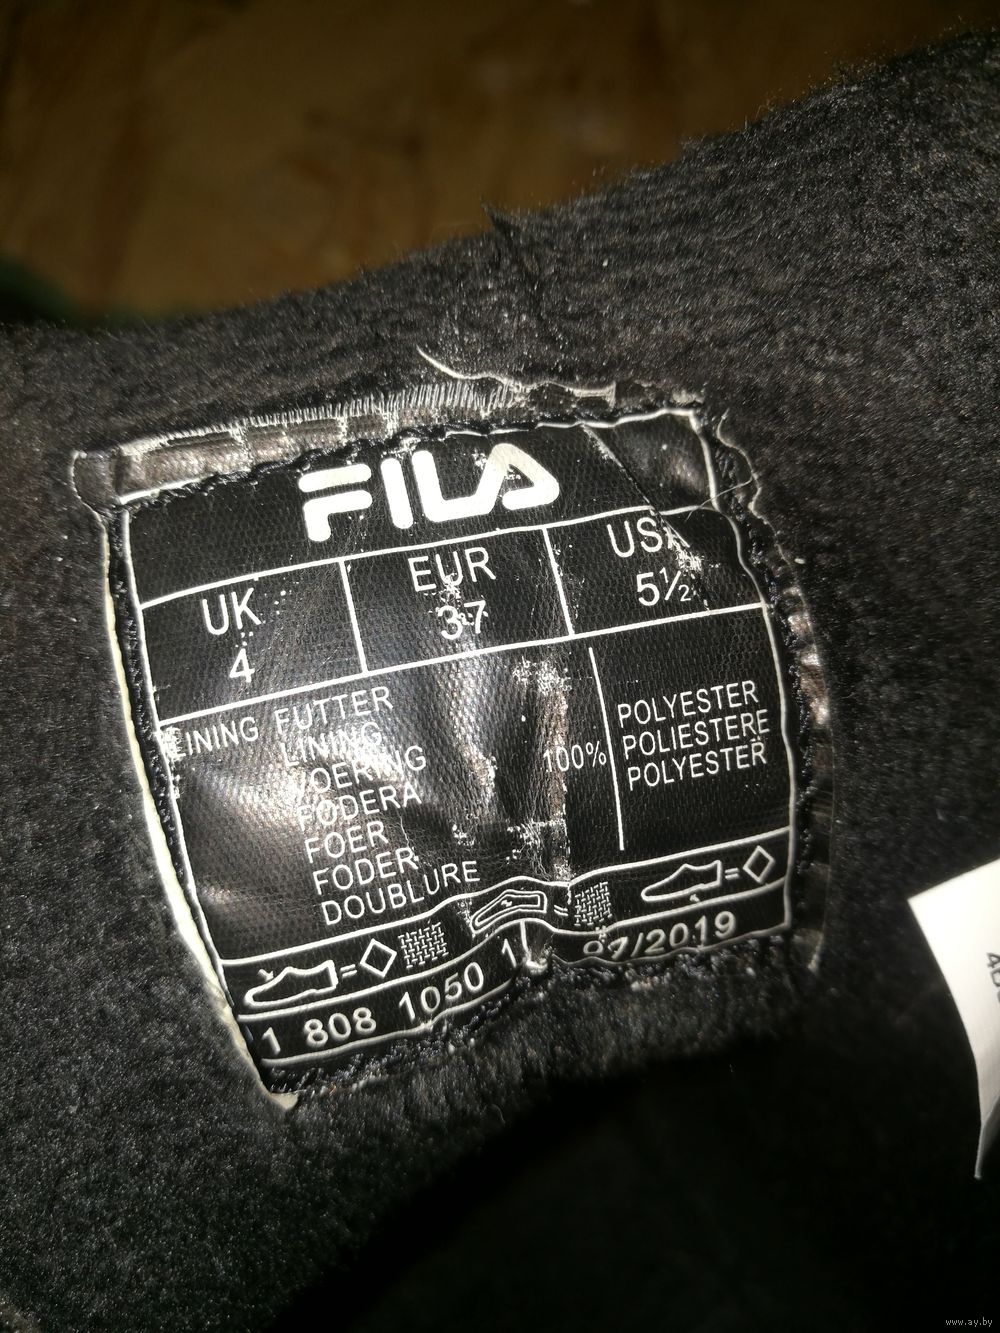 FILA
UK EUR USA
4 37 5½
LINING FUTTER
LINING
VOERING
FODERA
FOER
FODER
DOUBLURE
100%
POLYESTER
POLIESTERE
POLYESTER
= =
=
1 808 1050 1
07/2019
www.ay.by